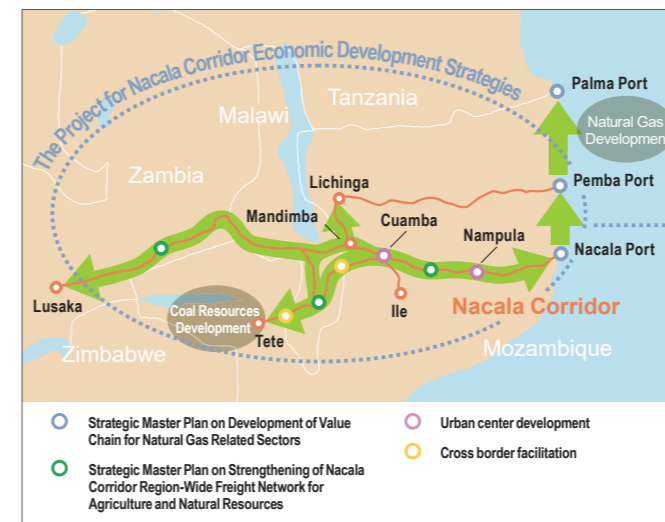 The Project for Nacala Corridor Economic Development Strategies
Palma Port
Tanzania
Malawi
Natural Gas
Development
Zambia
Lichinga
Pemba Port
Mandimba
Cuamba
Nampula
Nacala Port
Lusaka
Coal Resources
Development
Ile
Nacala Corridor
Tete
Zimbabwe
Mozambique
Strategic Master Plan on Development of Value
Chain for Natural Gas Related Sectors
Strategic Master Plan on Strengthening of Nacala
Corridor Region-Wide Freight Network for
Agriculture and Natural Resources
Urban center development
Cross border facilitation